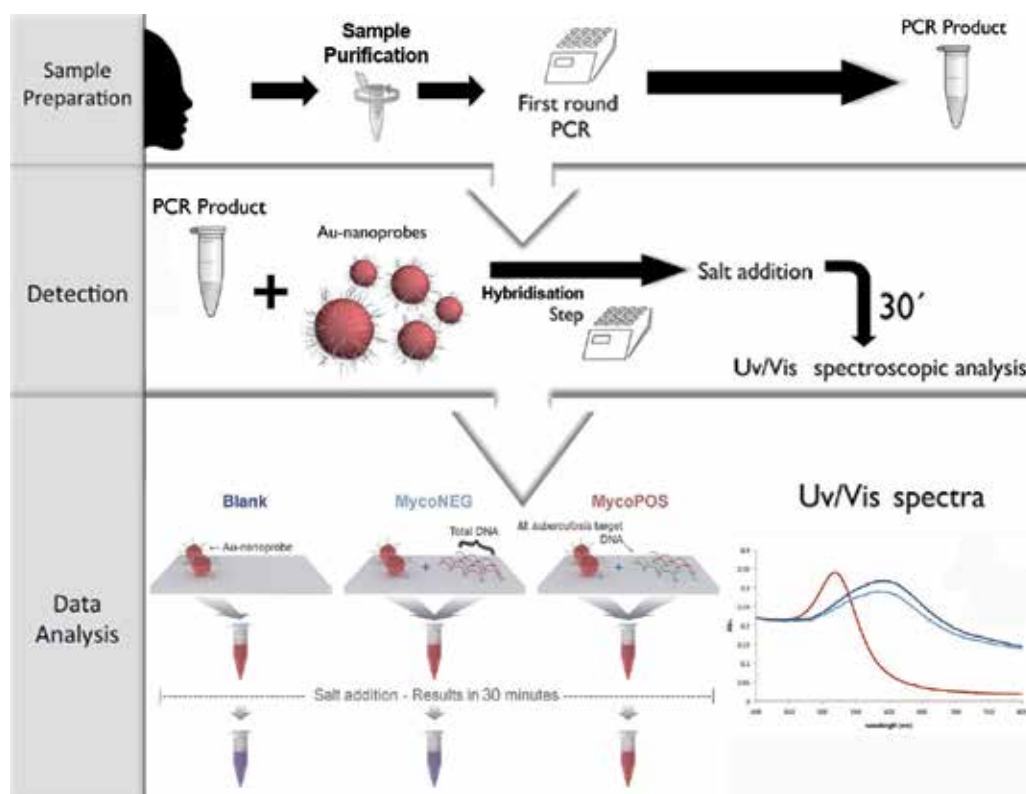 Sample
Preparation
Sample
Purification
First round
PCR
PCR Product
Detection
PCR Product
Au-nanoprobes
Hybridisation
Step
Salt addition
30´
Uv/Vis spectroscopic analysis
Data
Analysis
Blank
← Au-nanoprobe
MycoNEG
Total DNA
MycoPOS
M. tuberculosis target
DNA
Salt addition - Results in 30 minutes
Uv/Vis spectra
wavelength (nm)